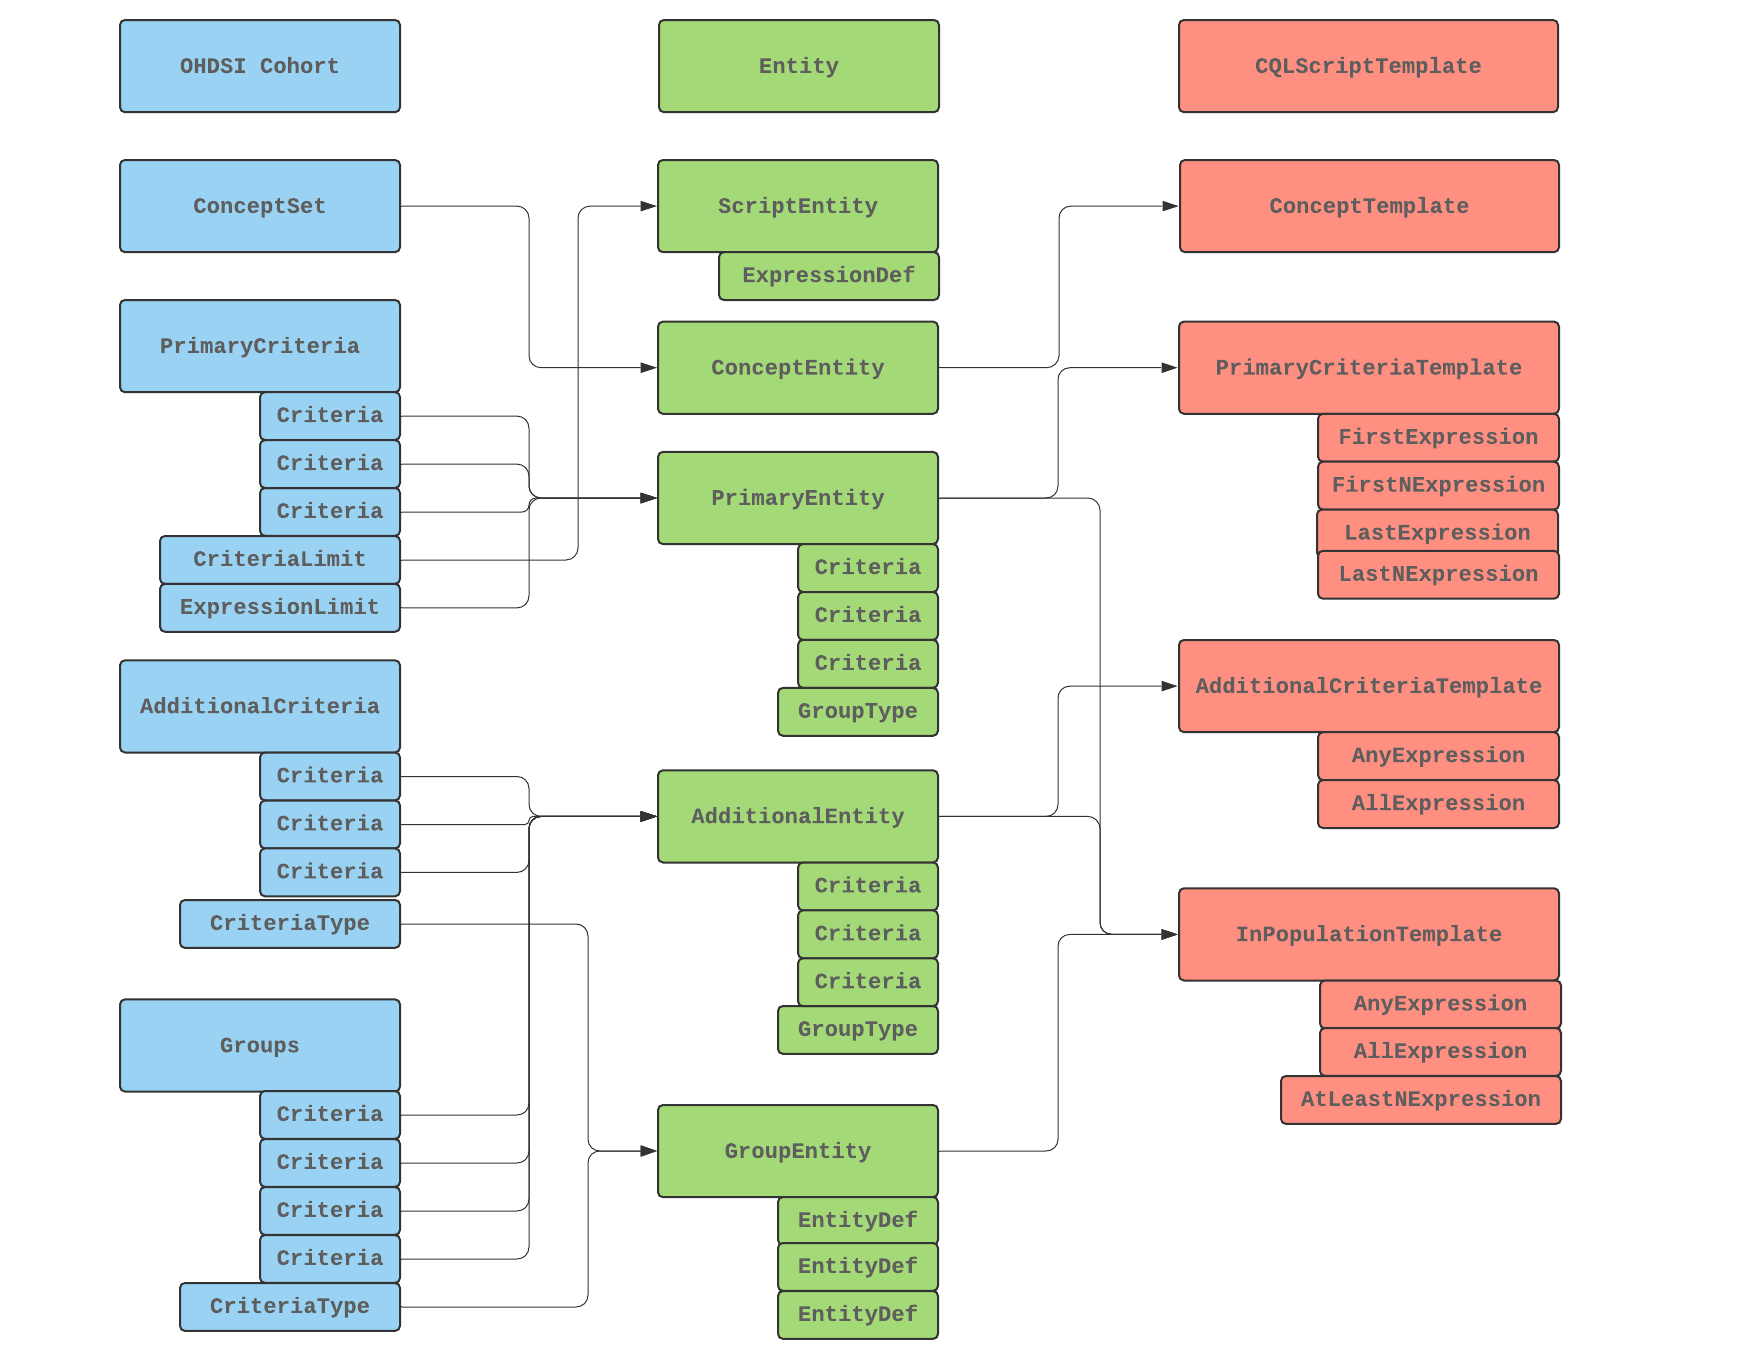 OHDSI Cohort
ConceptSet
PrimaryCriteria
Criteria
Criteria
Criteria
CriteriaLimit
ExpressionLimit
AdditionalCriteria
Criteria
Criteria
Criteria
CriteriaType
Groups
Criteria
Criteria
Criteria
Criteria
CriteriaType
Entity
ScriptEntity
ExpressionDef
ConceptEntity
PrimaryEntity
Criteria
Criteria
Criteria
GroupType
AdditionalEntity
Criteria
Criteria
Criteria
GroupType
GroupEntity
EntityDef
EntityDef
EntityDef
CQLScriptTemplate
ConceptTemplate
PrimaryCriteriaTemplate
FirstExpression
FirstNExpression
LastExpression
LastNExpression
AdditionalCriteriaTemplate
AnyExpression
AllExpression
InPopulationTemplate
AnyExpression
AllExpression
AtLeastNExpression